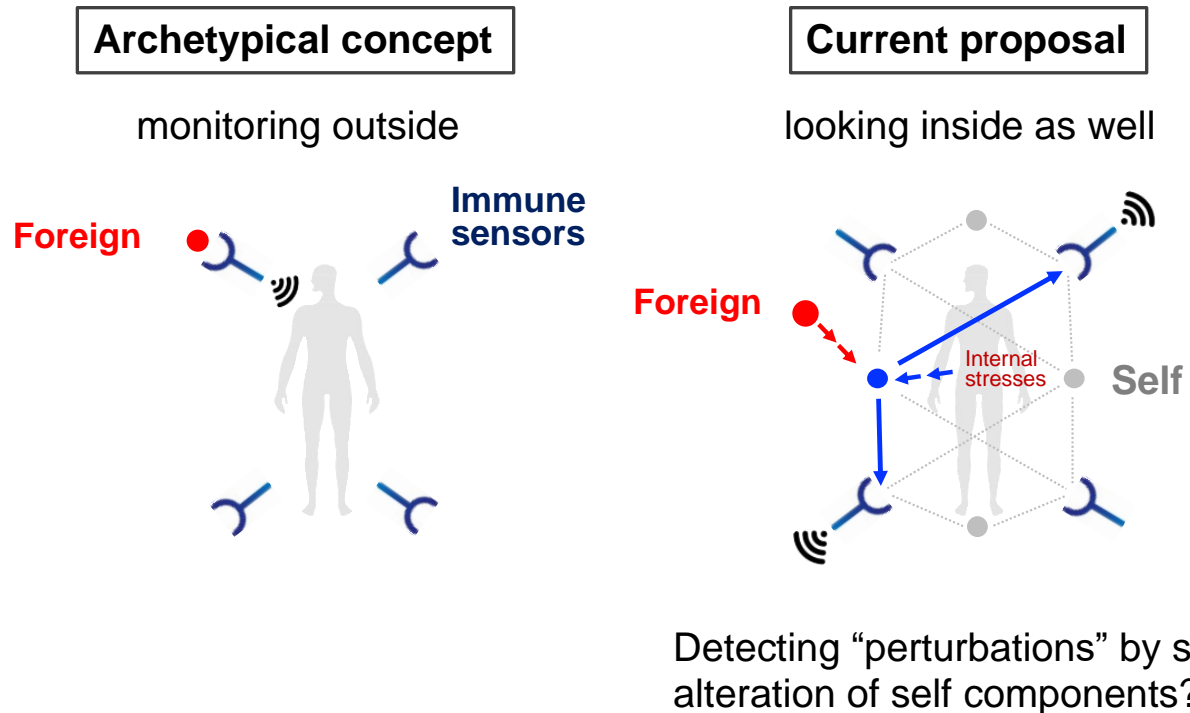 Archetypical concept
monitoring outside
Foreign
Immune
sensors
Current proposal
looking inside as well
Foreign
Internal
stresses
Self
Detecting “perturbations” by s
alteration of self components?